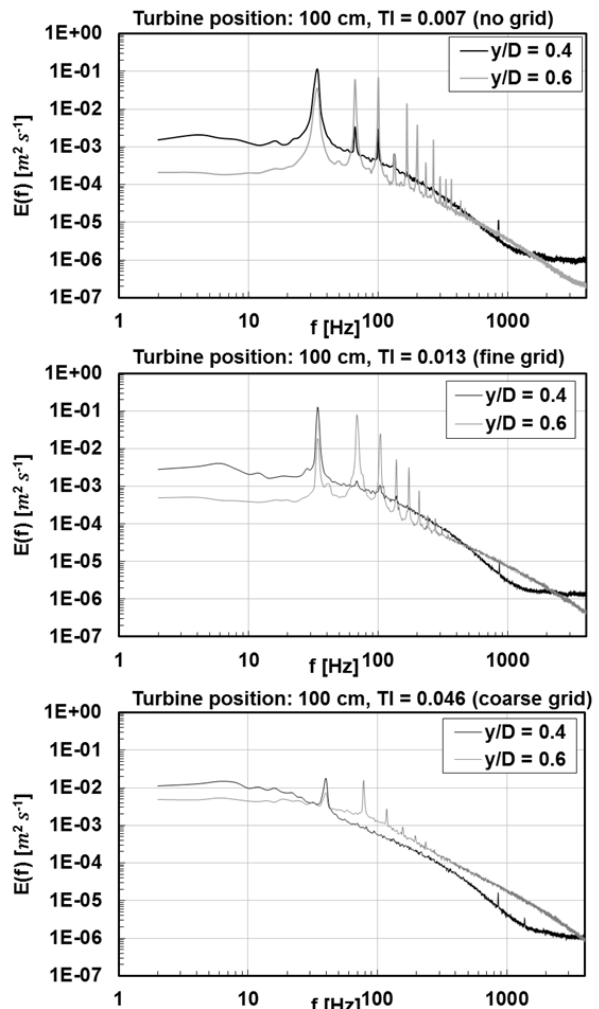 Turbine position: 100 cm, TI = 0.007 (no grid)
1E+00
1E-01
1E-02
1E-03
1E-04
1E-05
1E-06
1E-07
E(f) [m² s⁻¹]
y/D = 0.4
y/D = 0.6
1 10 100 1000
f [Hz]
Turbine position: 100 cm, TI = 0.013 (fine grid)
1E+00
1E-01
1E-02
1E-03
1E-04
1E-05
1E-06
1E-07
E(f) [m² s⁻¹]
y/D = 0.4
y/D = 0.6
1 10 100 1000
f [Hz]
Turbine position: 100 cm, TI = 0.046 (coarse grid)
1E+00
1E-01
1E-02
1E-03
1E-04
1E-05
1E-06
1E-07
E(f) [m² s⁻¹]
y/D = 0.4
y/D = 0.6
1 10 100 1000
f [Hz]